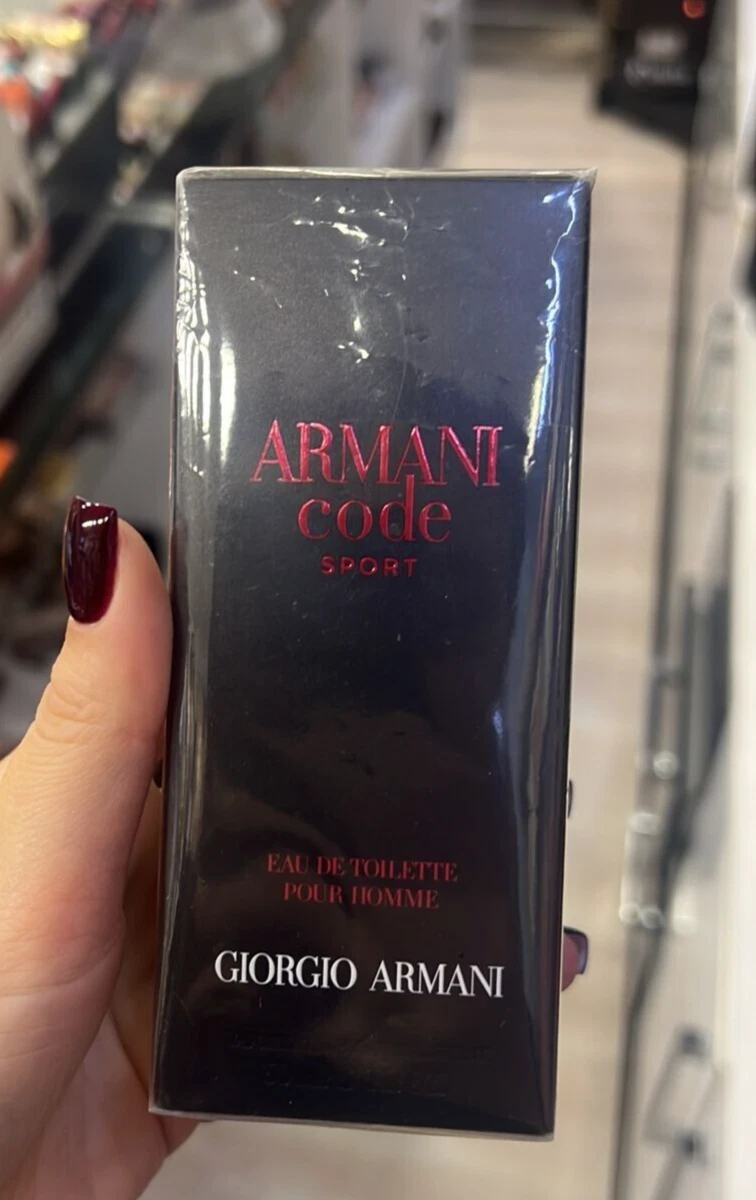 ARMANI
code
SPORT
EAU DE TOILETTE
POUR HOMME
GIORGIO ARMANI